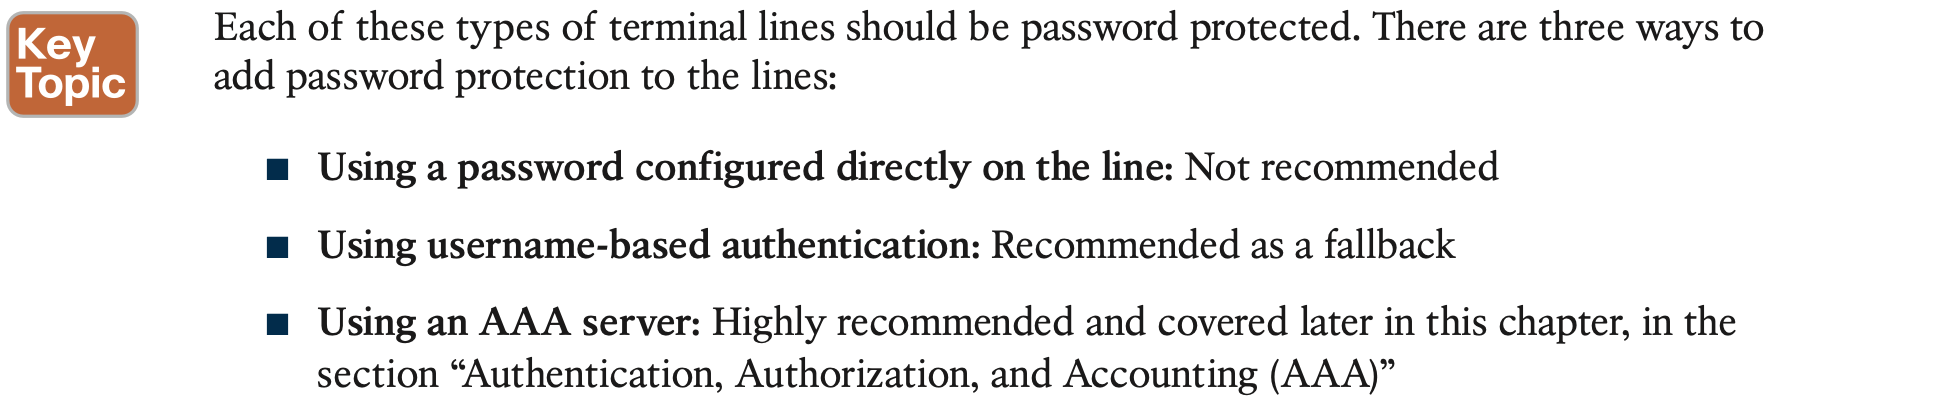 Key
Topic
Each of these types of terminal lines should be password protected. There are three ways to
add password protection to the lines:
■ Using a password configured directly on the line: Not recommended
■ Using username-based authentication: Recommended as a fallback
■ Using an AAA server: Highly recommended and covered later in this chapter, in the
section “Authentication, Authorization, and Accounting (AAA)”